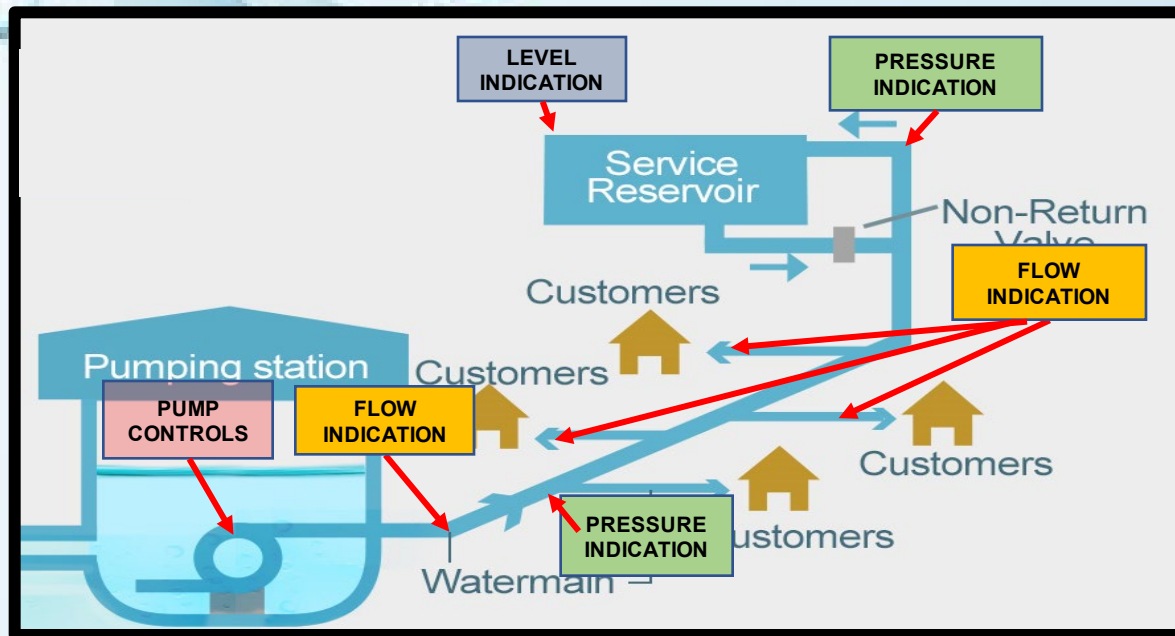 LEVEL
INDICATION
PRESSURE
INDICATION
Service
Reservoir
Non-Return
Valve
FLOW
INDICATION
Customers
Pumping station
Customers
PUMP
CONTROLS
FLOW
INDICATION
Customers
PRESSURE
INDICATION
ustomers
Watermain